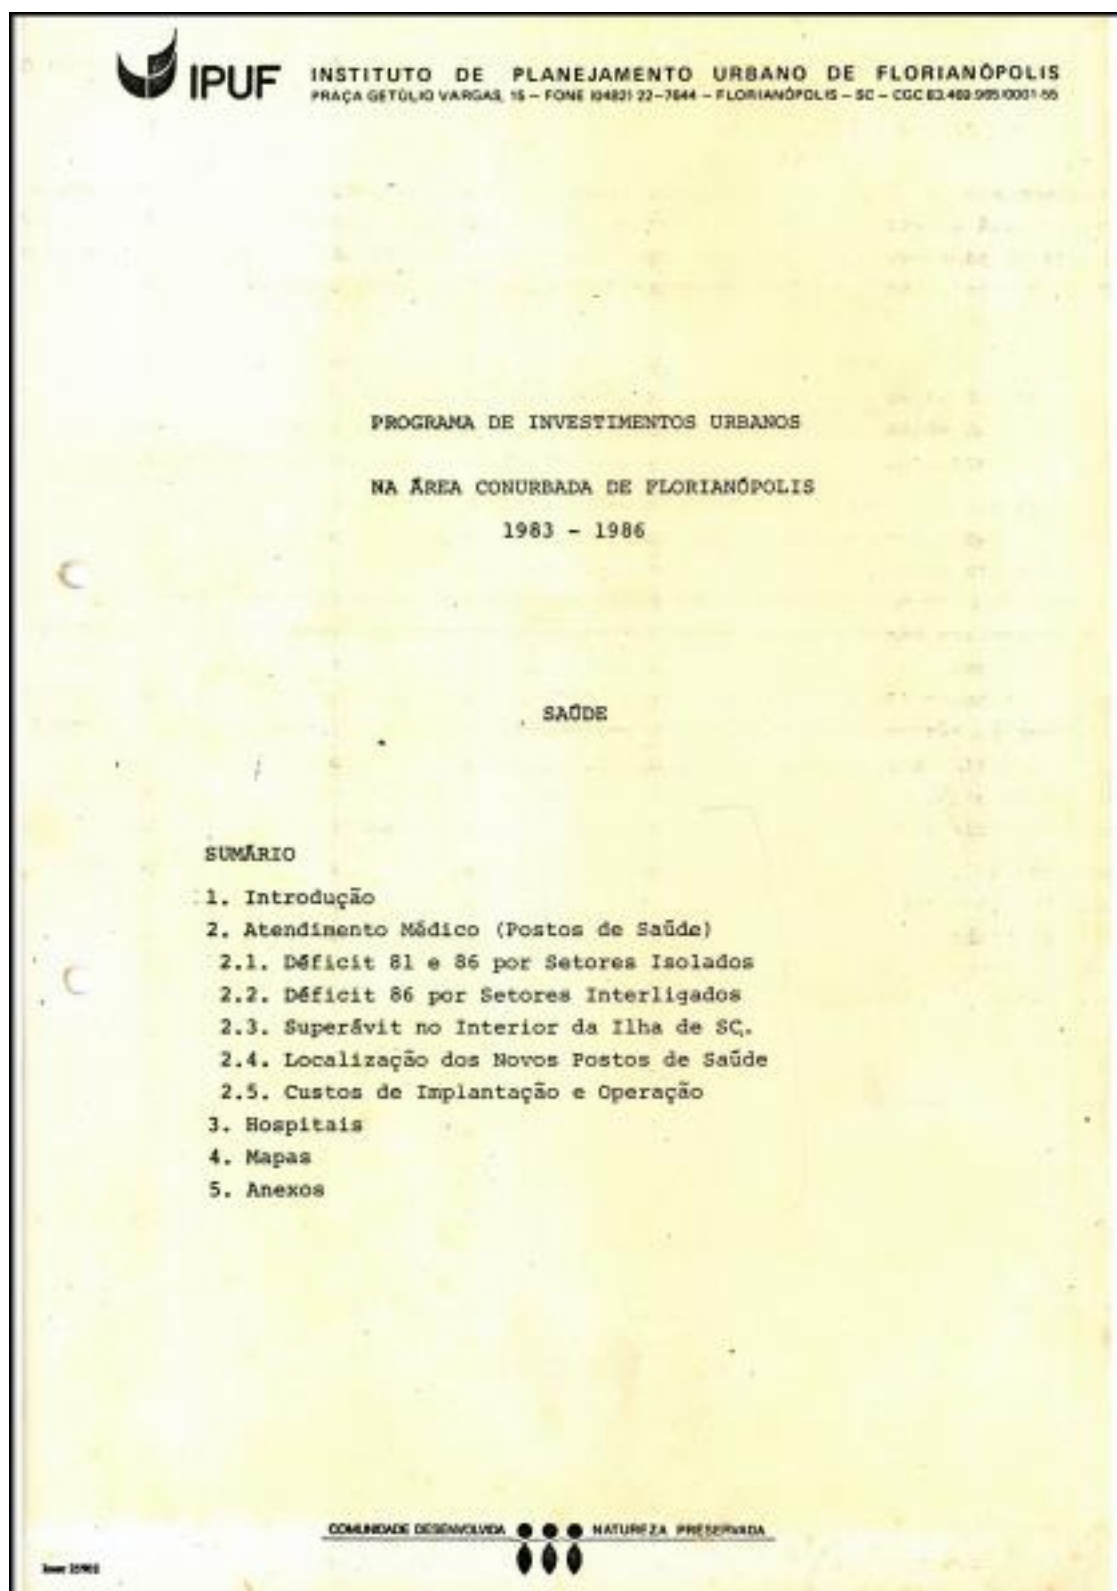 IPUF INSTITUTO DE PLANEJAMENTO URBANO DE FLORIANÓPOLIS
PRAÇA GETÚLIO VARGAS, 15 – FONE (0482) 22-7644 – FLORIANÓPOLIS – SC – CGC 83.469.965/0001-55
PROGRAMA DE INVESTIMENTOS URBANOS
NA ÁREA CONURBADA DE FLORIANÓPOLIS
1983 - 1986
SAÚDE
SUMÁRIO
1. Introdução
2. Atendimento Médico (Postos de Saúde)
2.1. Déficit 81 e 86 por Setores Isolados
2.2. Déficit 86 por Setores Interligados
2.3. Superávit no Interior da Ilha de SC.
2.4. Localização dos Novos Postos de Saúde
2.5. Custos de Implantação e Operação
3. Hospitais
4. Mapas
5. Anexos
COMUNIDADE DESENVOLVIDA NATUREZA PRESERVADA